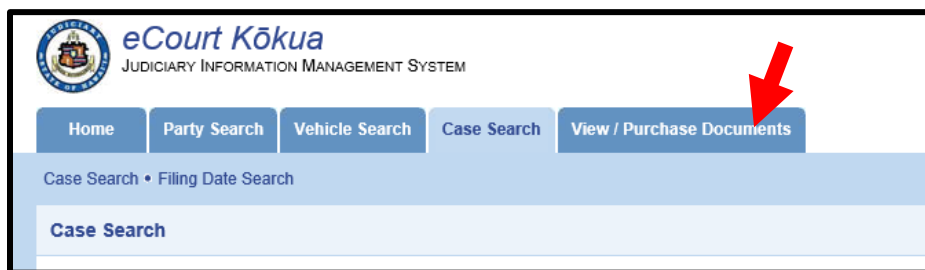 eCourt Kōkua
JUDICIARY INFORMATION MANAGEMENT SYSTEM
Home Party Search Vehicle Search Case Search View / Purchase Documents
Case Search • Filing Date Search
Case Search